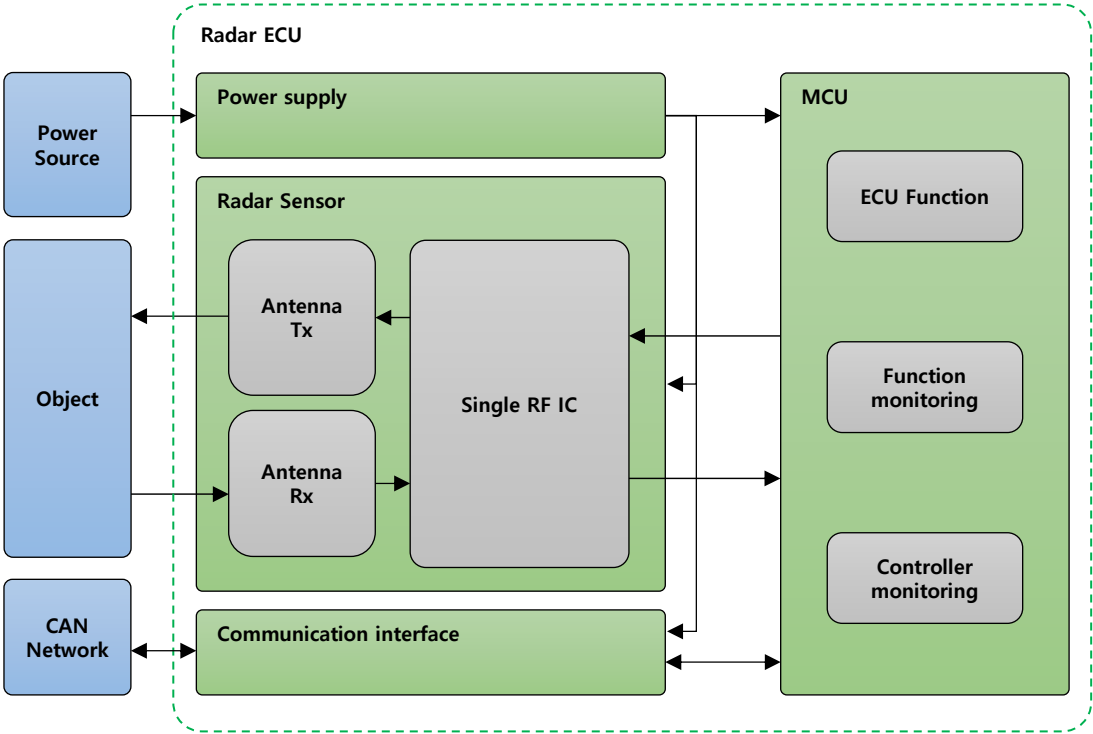 Radar ECU
Power
Source
Power supply
MCU
ECU Function
Radar Sensor
Object
Antenna
Tx
Single RF IC
Function
monitoring
Antenna
Rx
Controller
monitoring
CAN
Network
Communication interface